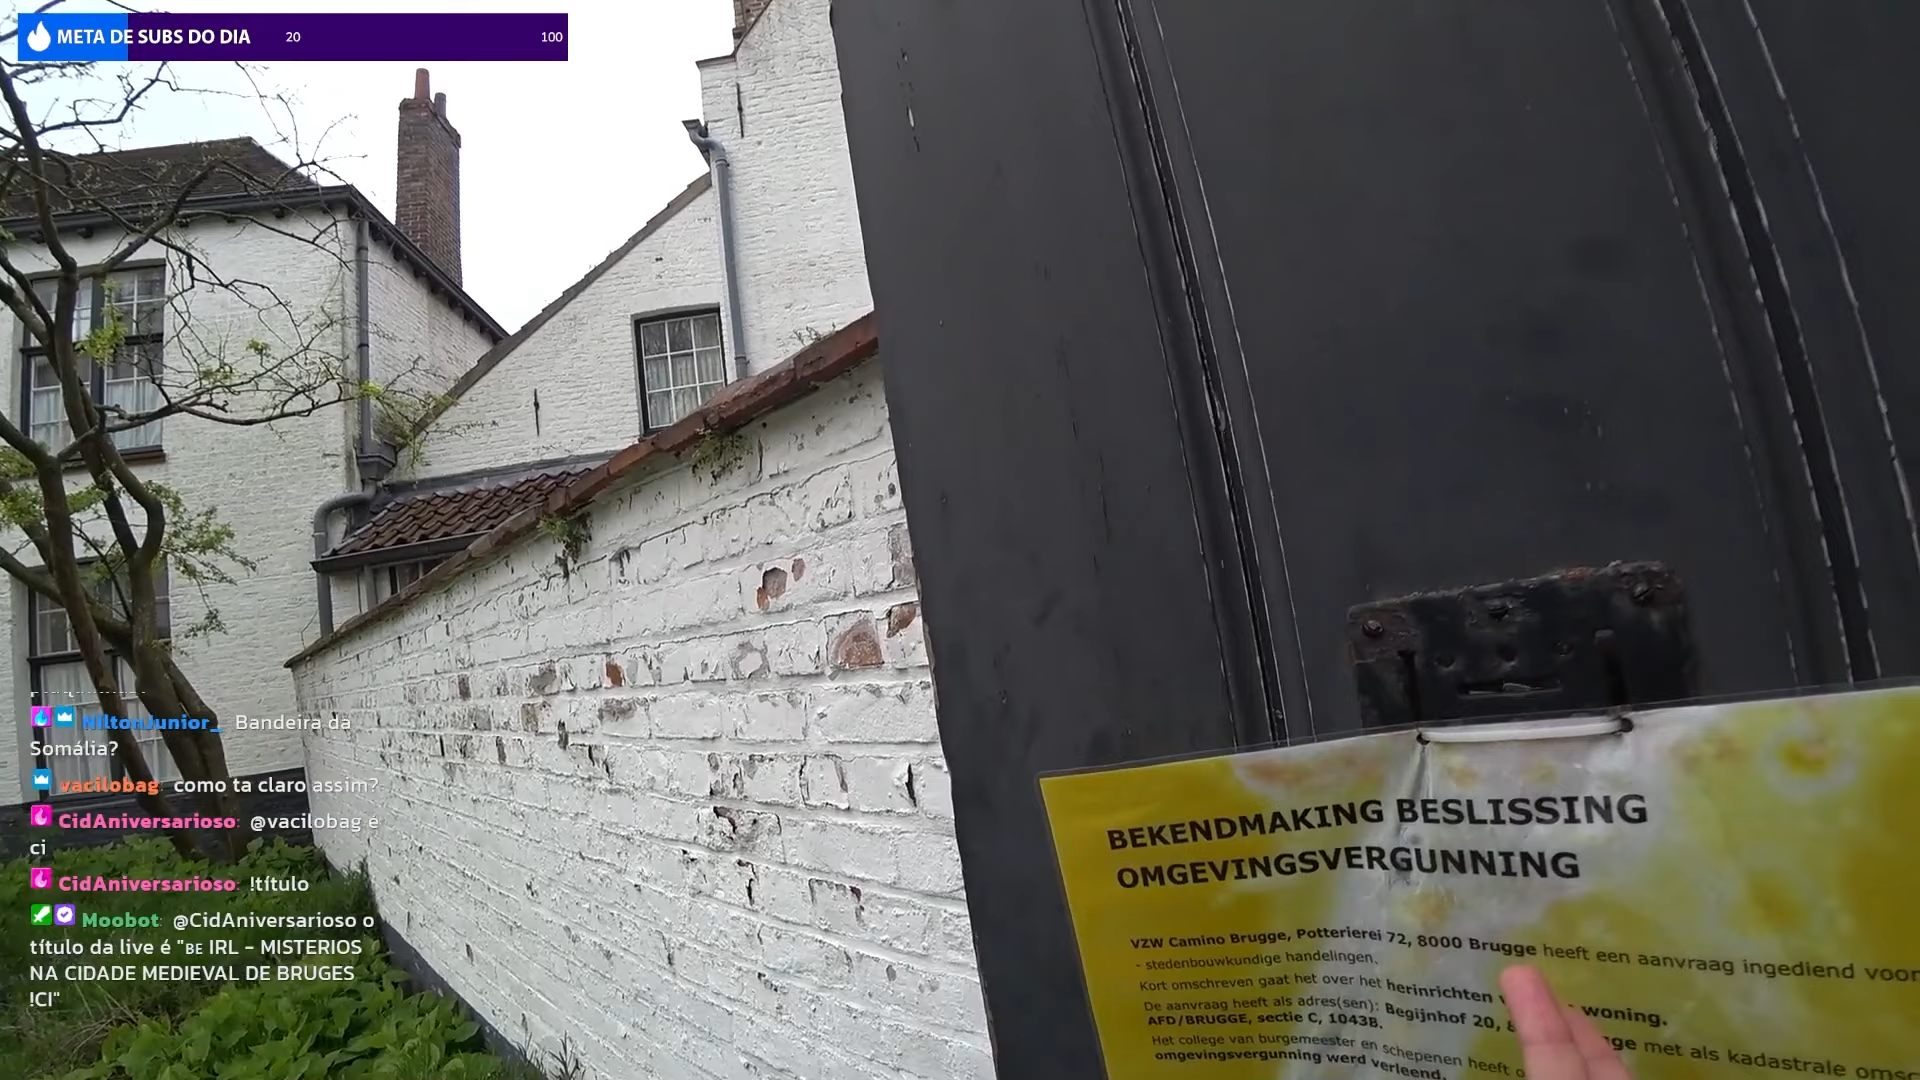 META DE SUBS DO DIA 20 100
NiltonJunior_ Bandeira da
Somália?
vacilobag: como ta claro assim?
CidAniversarioso: @vacilobag é
ci
CidAniversarioso: !título
Moobot: @CidAniversarioso o
título da live é "BE IRL - MISTERIOS
NA CIDADE MEDIEVAL DE BRUGES
!CI"
BEKENDMAKING BESLISSING
OMGEVINGSVERGUNNING
VZW Camino Brugge, Potterierei 72, 8000 Brugge heeft een aanvraag ingediend voor
- stedenbouwkundige handelingen.
Kort omschreven gaat het over het herinrichten woning.
De aanvraag heeft als adres(sen): Begijnhof 20, met als kadastrale
AFD/BRUGGE, sectie C, 1043B.
Het college van burgemeester en schepenen heeft
omgevingsvergunning werd verleend.